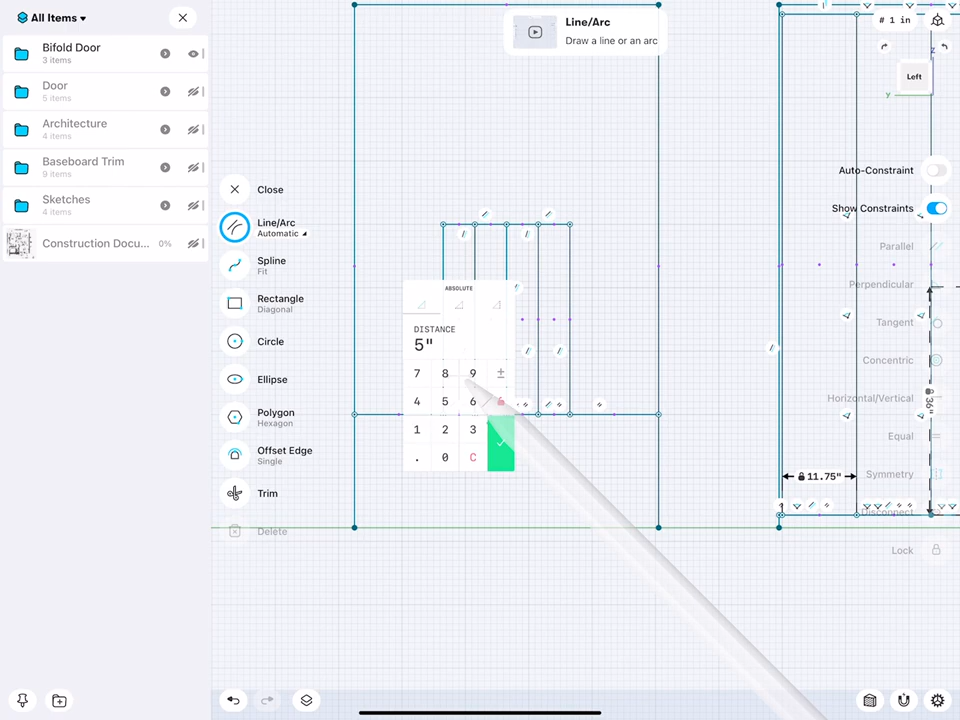 All Items ▾
Bifold Door
3 items
Door
5 items
Architecture
4 items
Baseboard Trim
9 items
Sketches
4 items
Construction Docu... 0%
Line/Arc
Draw a line or an arc
# 1 in
Left
z
y
Close
Line/Arc
Automatic
Spline
Fit
Rectangle
Diagonal
Circle
Ellipse
Polygon
Hexagon
Offset Edge
Single
Trim
Delete
ABSOLUTE
DISTANCE
5"
7 8 9 ±
4 5 6
1 2 3
. 0 C
Auto-Constraint
Show Constraints
Parallel
Perpendicular
Tangent
Concentric
Horizontal/Vertical
Equal
Symmetry
Disconnect
Lock
36"
11.75"